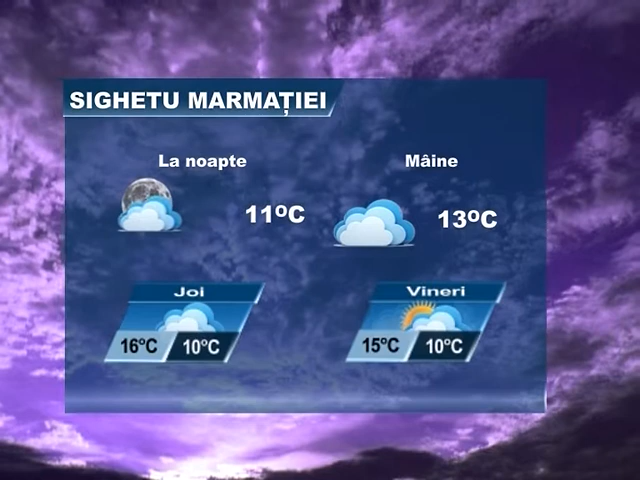 SIGHETU MARMAȚIEI
La noapte
Mâine
11ºC
13ºC
Joi
Vineri
16ºC
10ºC
15ºC
10ºC